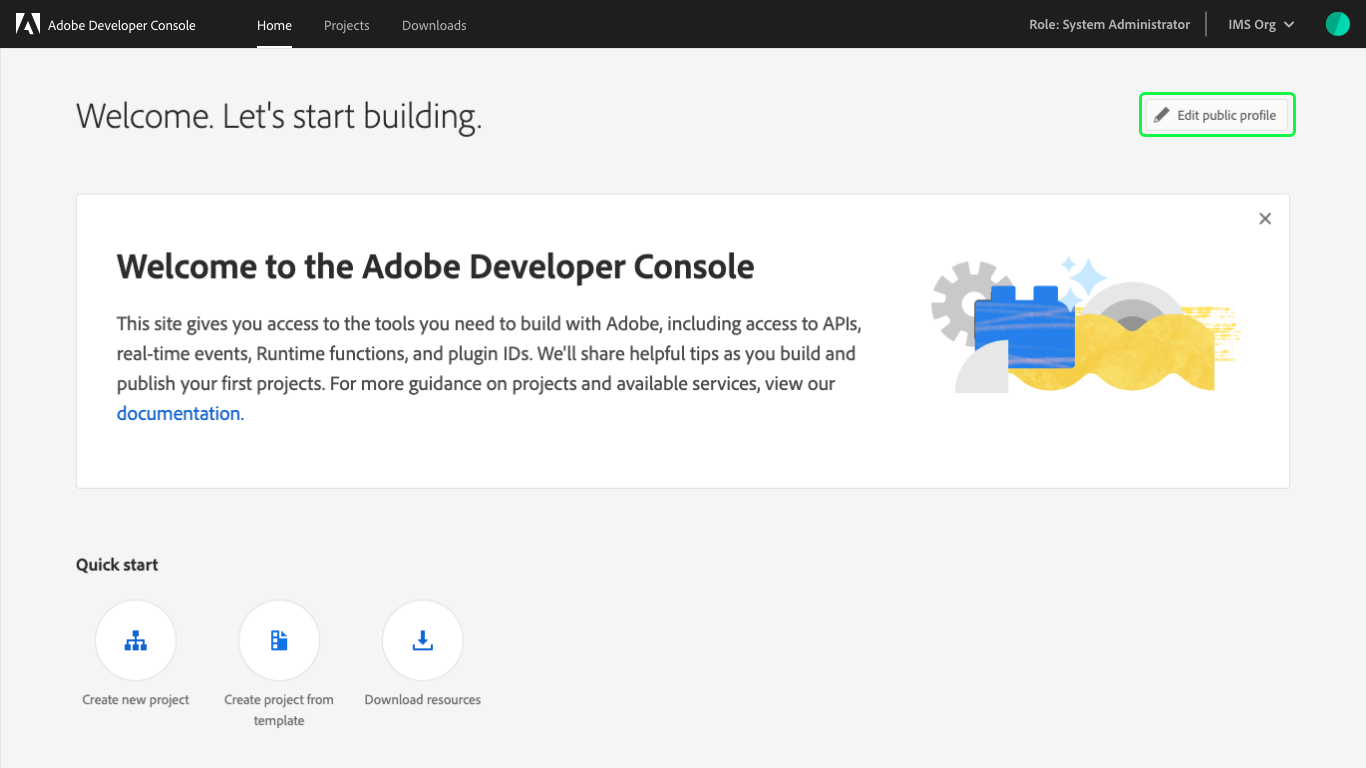 Adobe Developer Console
Home
Projects
Downloads
Role: System Administrator
IMS Org
Welcome. Let's start building.
Edit public profile
Welcome to the Adobe Developer Console
This site gives you access to the tools you need to build with Adobe, including access to APIs,
real-time events, Runtime functions, and plugin IDs. We'll share helpful tips as you build and
publish your first projects. For more guidance on projects and available services, view our
documentation.
Quick start
Create new project
Create project from
template
Download resources